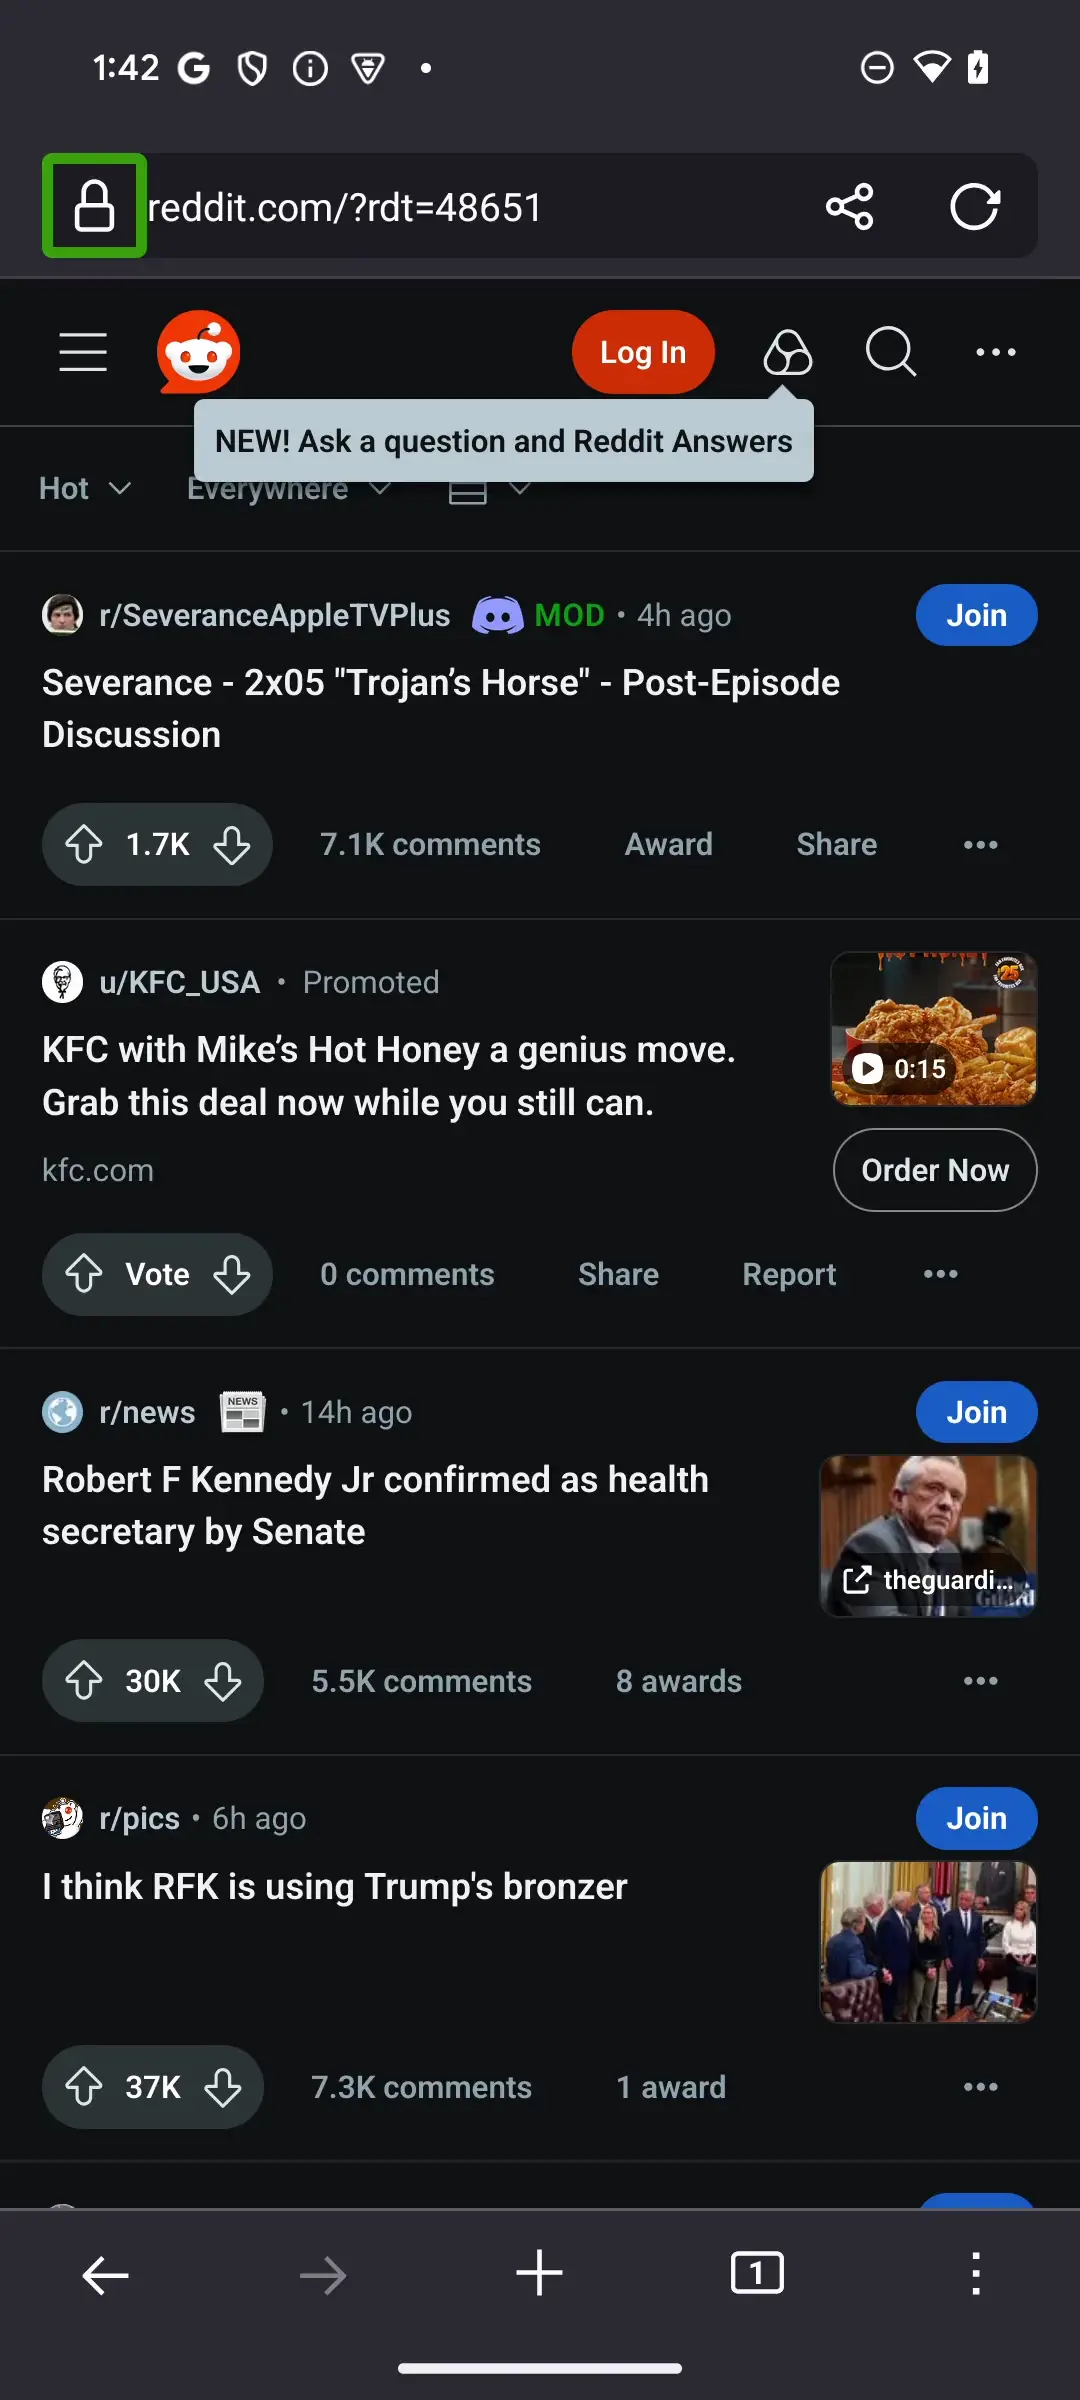 1:42
reddit.com/?rdt=48651
Log In
NEW! Ask a question and Reddit Answers
Hot Everywhere
r/SeveranceAppleTVPlus MOD • 4h ago
Join
Severance - 2x05 "Trojan’s Horse" - Post-Episode
Discussion
1.7K 7.1K comments Award Share
u/KFC_USA • Promoted
KFC with Mike’s Hot Honey a genius move.
Grab this deal now while you still can.
25
0:15
kfc.com
Order Now
Vote 0 comments Share Report
r/news NEWS • 14h ago
Join
Robert F Kennedy Jr confirmed as health
secretary by Senate
theguardi...
30K 5.5K comments 8 awards
r/pics • 6h ago
Join
I think RFK is using Trump's bronzer
37K 7.3K comments 1 award
1